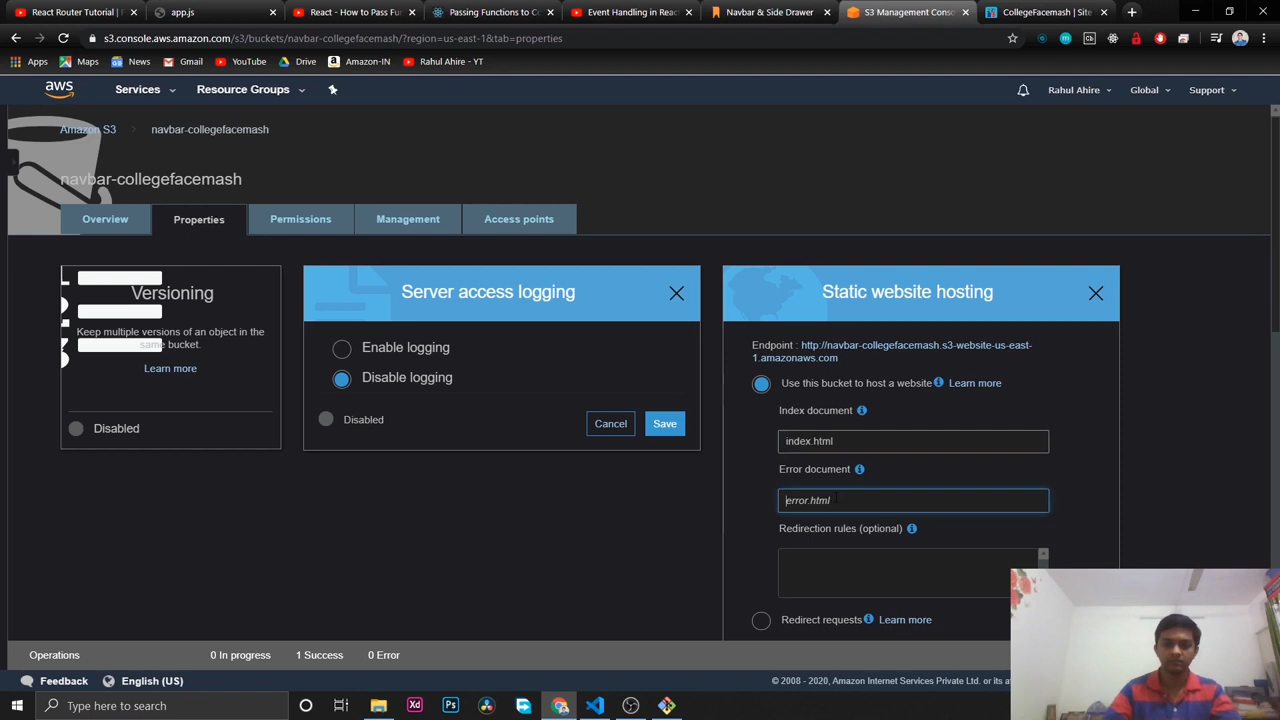 React Router Tutorial |
app.js
React - How to Pass Fun
Passing Functions to Co
Event Handling in React
Navbar & Side Drawer
S3 Management Conso
CollegeFacemash | Site
s3.console.aws.amazon.com/s3/buckets/navbar-collegefacemash/?region=us-east-1&tab=properties
Apps
Maps
News
Gmail
YouTube
Drive
Amazon-IN
Rahul Ahire - YT
aws
Services
Resource Groups
Rahul Ahire
Global
Support
Amazon S3
navbar-collegefacemash
navbar-collegefacemash
Overview
Properties
Permissions
Management
Access points
Versioning
Keep multiple versions of an object in the
same bucket.
Learn more
Disabled
Server access logging
Enable logging
Disable logging
Disabled
Cancel
Save
Static website hosting
Endpoint : http://navbar-collegefacemash.s3-website-us-east-
1.amazonaws.com
Use this bucket to host a website
Learn more
Index document
index.html
Error document
error.html
Redirection rules (optional)
Redirect requests
Learn more
Operations
0 In progress
1 Success
0 Error
Feedback
English (US)
© 2008 - 2020, Amazon Internet Services Private Ltd. or
Type here to search